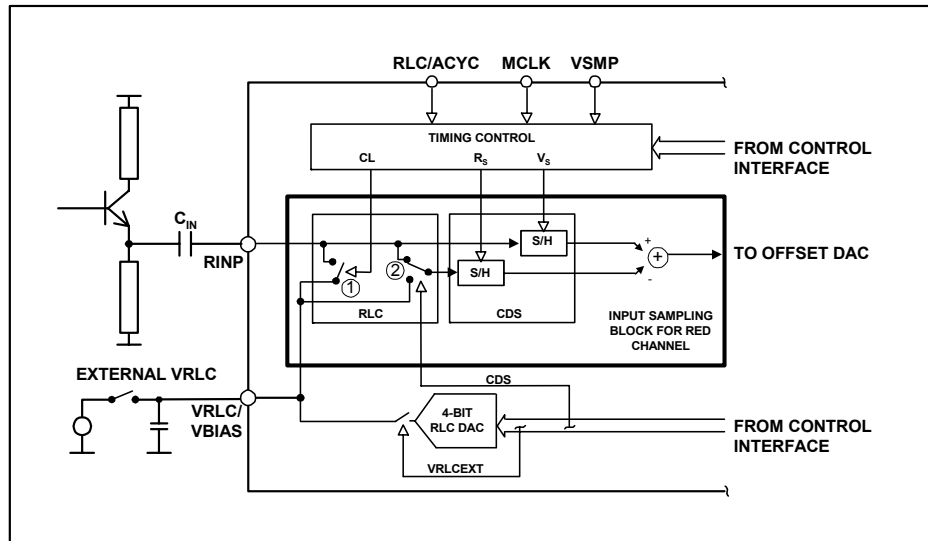 RLC/ACYC MCLK VSMP
TIMING CONTROL
CL RS VS
FROM CONTROL
INTERFACE
CIN
RINP
S/H
S/H
+
+
-
TO OFFSET DAC
1
2
RLC
CDS
INPUT SAMPLING
BLOCK FOR RED
CHANNEL
EXTERNAL VRLC
VRLC/
VBIAS
CDS
4-BIT
RLC DAC
VRLCEXT
FROM CONTROL
INTERFACE